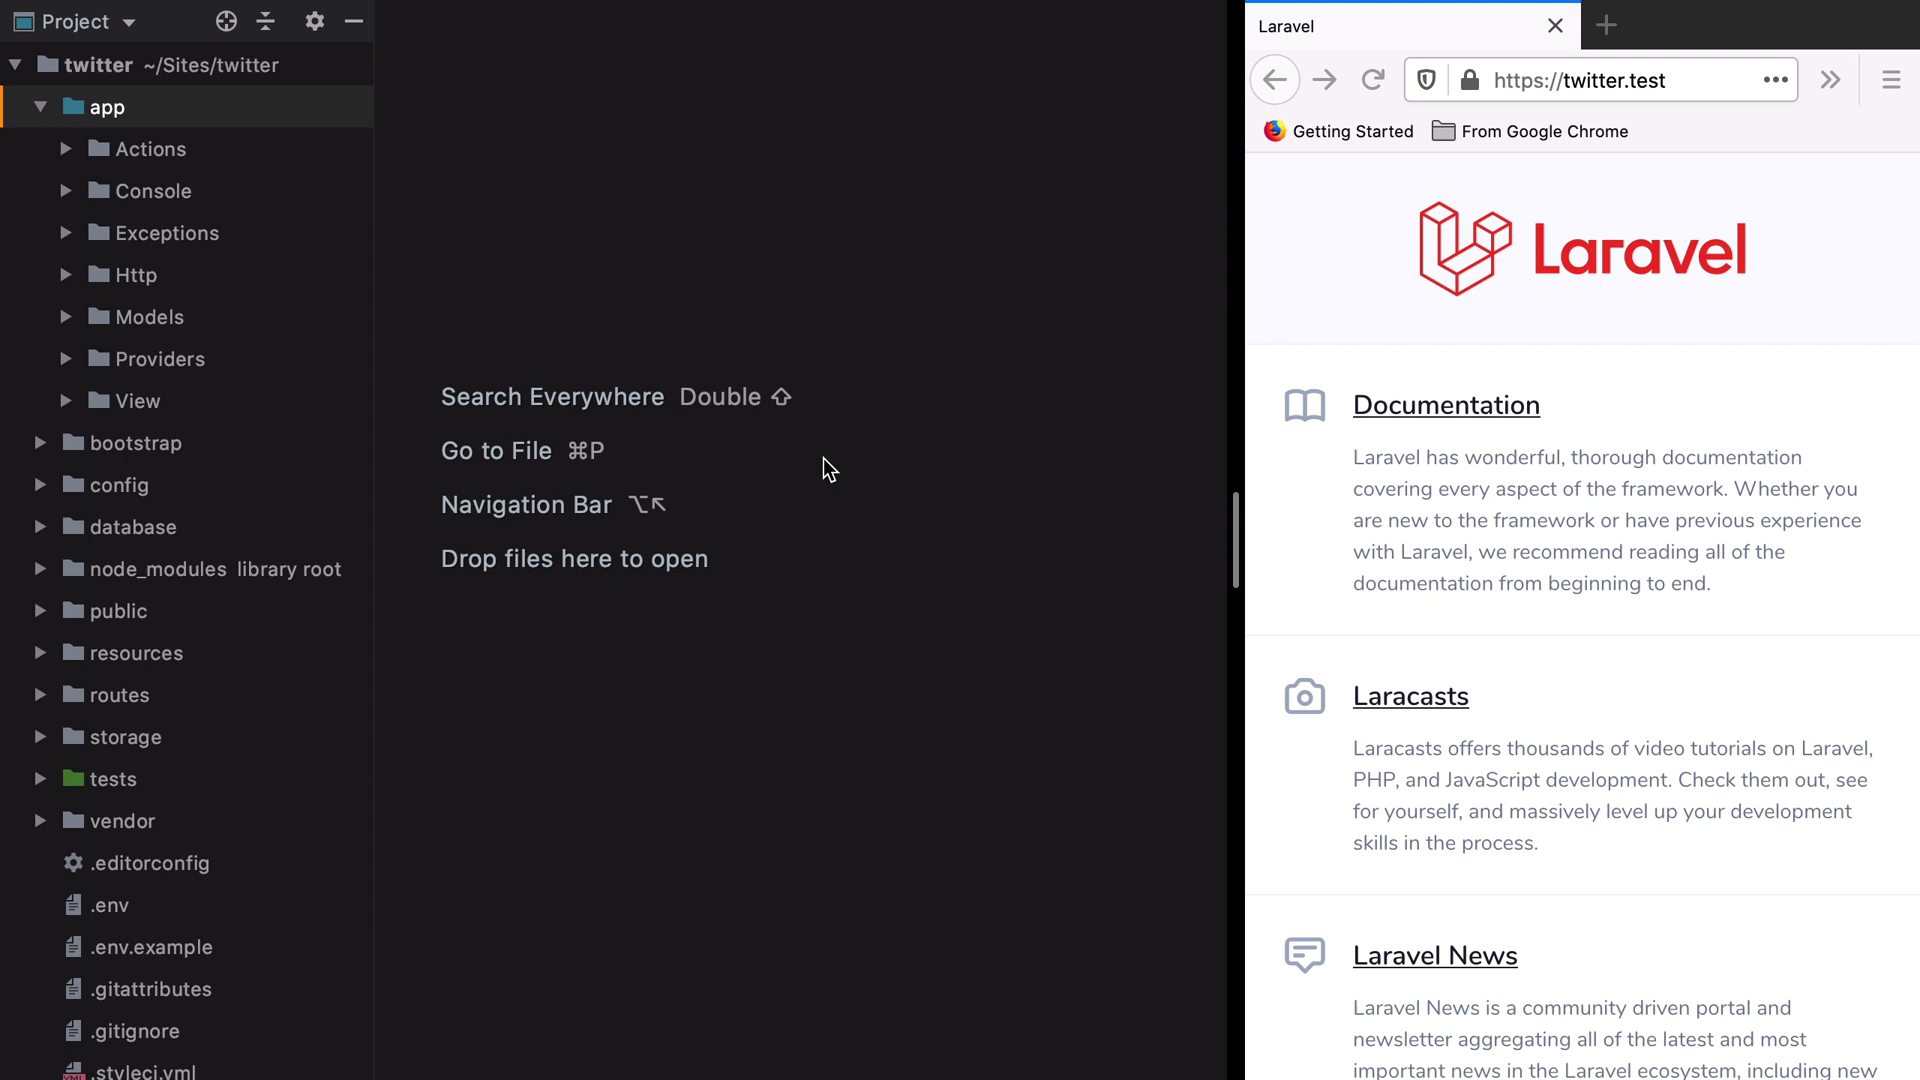 Project
twitter ~/Sites/twitter
app
Actions
Console
Exceptions
Http
Models
Providers
View
bootstrap
config
database
node_modules library root
public
resources
routes
storage
tests
vendor
.editorconfig
.env
.env.example
.gitattributes
.gitignore
.styleci.yml
Search Everywhere Double ⇧
Go to File ⌘P
Navigation Bar ⌥↖
Drop files here to open
Laravel
https://twitter.test
Getting Started From Google Chrome
Laravel
Documentation
Laravel has wonderful, thorough documentation
covering every aspect of the framework. Whether you
are new to the framework or have previous experience
with Laravel, we recommend reading all of the
documentation from beginning to end.
Laracasts
Laracasts offers thousands of video tutorials on Laravel,
PHP, and JavaScript development. Check them out, see
for yourself, and massively level up your development
skills in the process.
Laravel News
Laravel News is a community driven portal and
newsletter aggregating all of the latest and most
important news in the Laravel ecosystem, including new